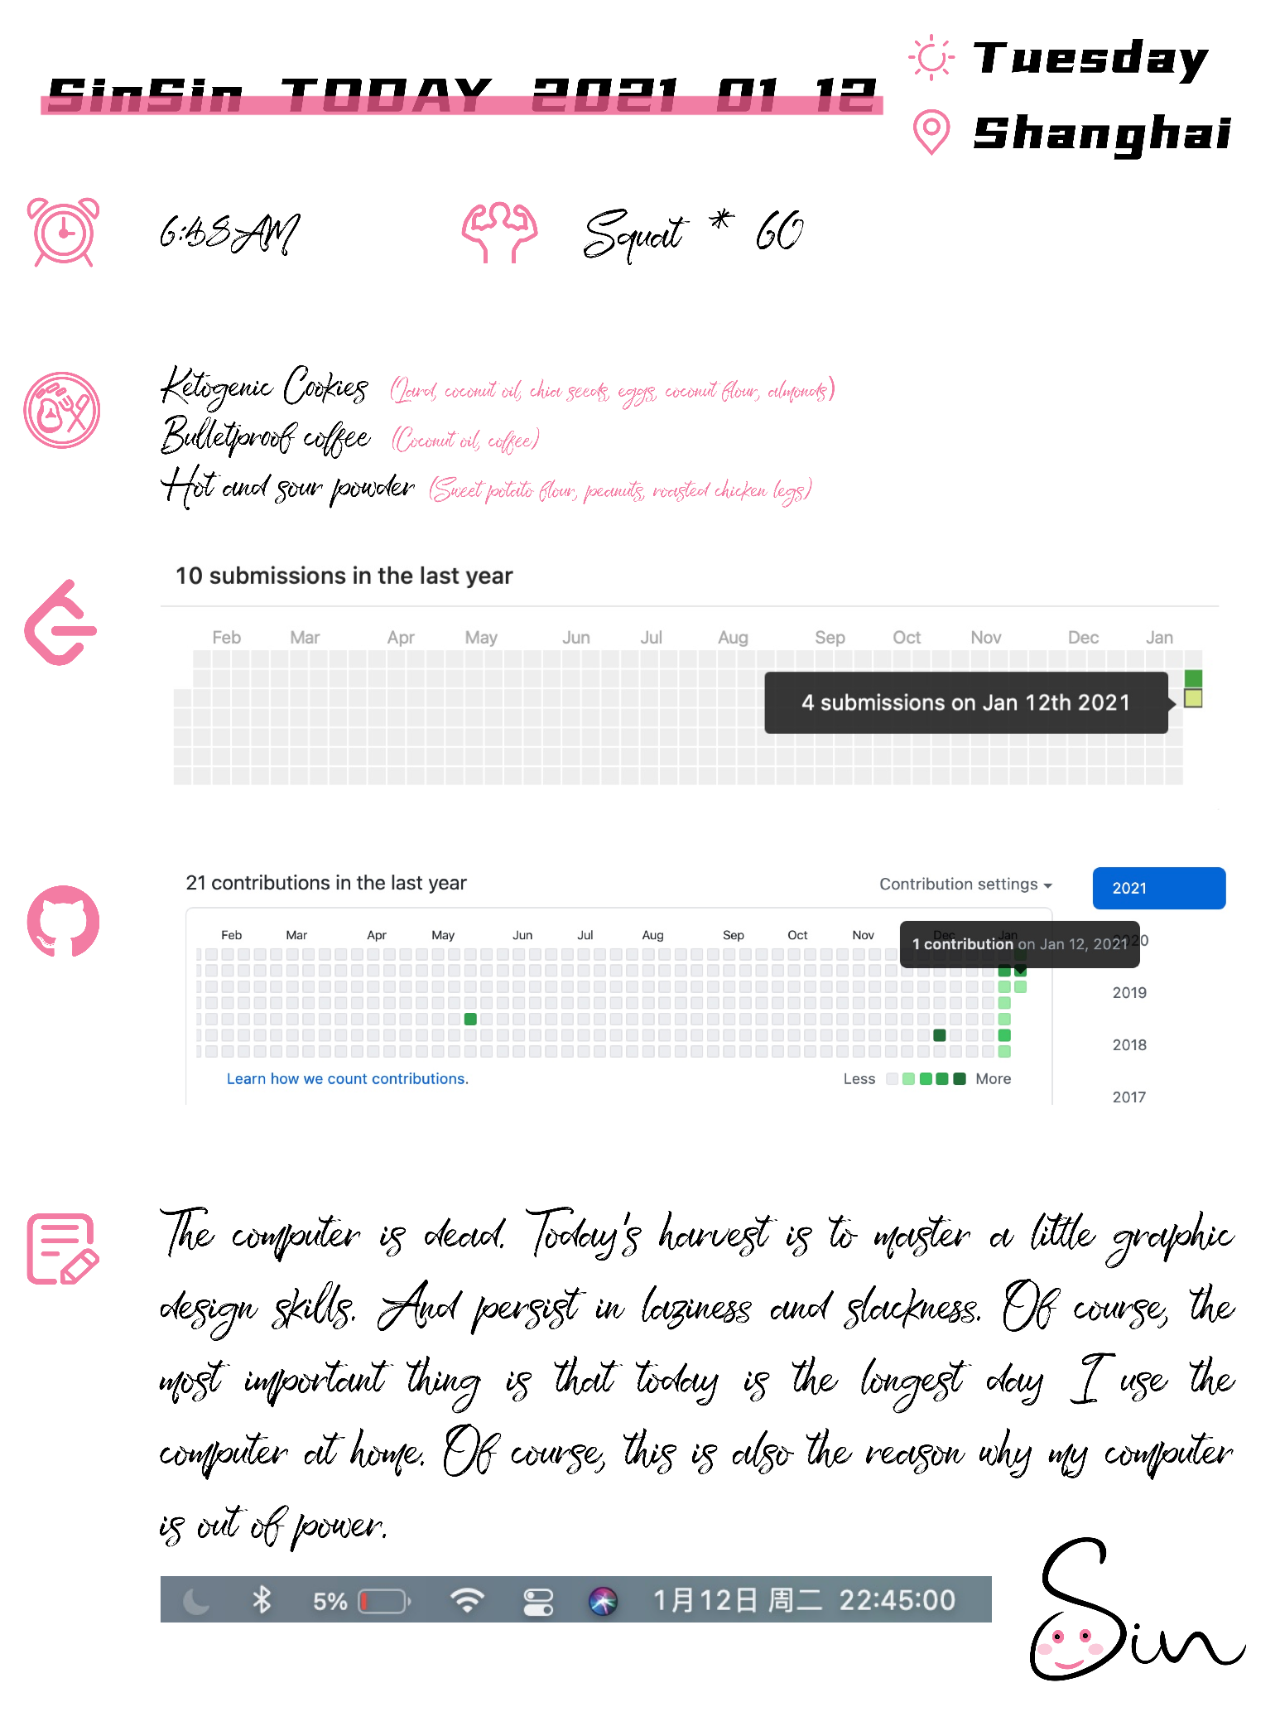 SinSin TODAY 2021 01 12
Tuesday
Shanghai
6:48AM
Squat * 60
Ketogenic Cookies (Lard, coconut oil, chia seeds, eggs, coconut flour, almonds)
Bulletproof coffee (Coconut oil, coffee)
Hot and sour powder (Sweet potato flour, peanuts, roasted chicken legs)
10 submissions in the last year
Feb Mar Apr May Jun Jul Aug Sep Oct Nov Dec Jan
4 submissions on Jan 12th 2021
21 contributions in the last year
Contribution settings
2021
Feb Mar Apr May Jun Jul Aug Sep Oct Nov Dec Jan
1 contribution on Jan 12, 2021
2020
2019
2018
2017
Learn how we count contributions.
Less More
The computer is dead. Today's harvest is to master a little graphic
design skills. And persist in laziness and slackness. Of course, the
most important thing is that today is the longest day I use the
computer at home. Of course, this is also the reason why my computer
is out of power.
5% 1月12日 周二 22:45:00
Sin